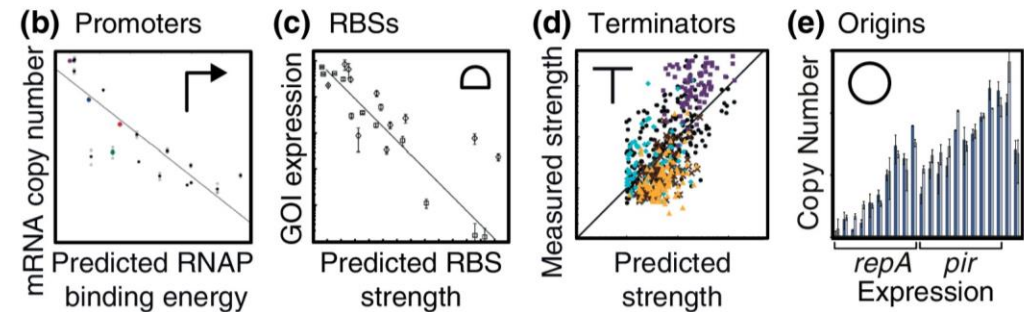 (b) Promoters
mRNA copy number
Predicted RNAP
binding energy
(c) RBSs
GOI expression
Predicted RBS
strength
(d) Terminators
Measured strength
Predicted
strength
(e) Origins
Copy Number
repA pir
Expression